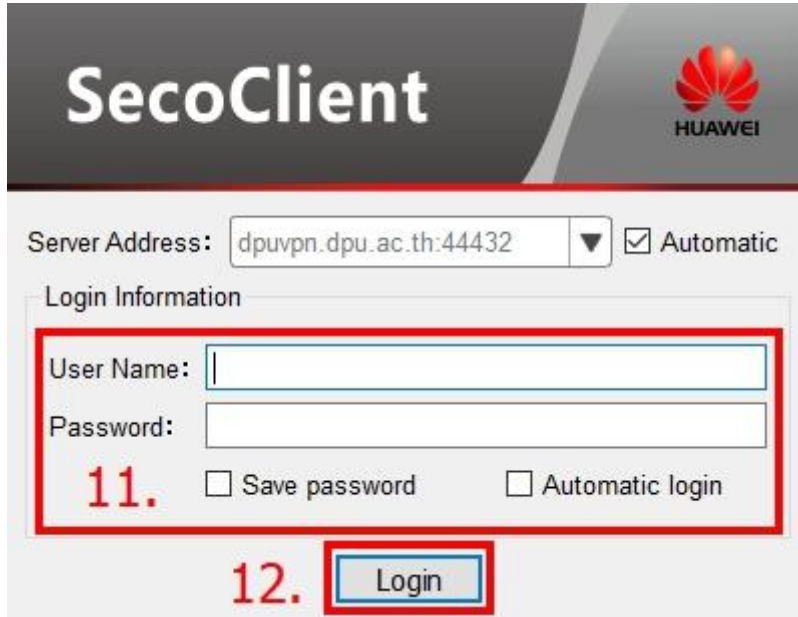 SecoClient
HUAWEI
Server Address: dpuvpn.dpu.ac.th:44432 Automatic
Login Information
User Name:
Password:
11. Save password Automatic login
12. Login